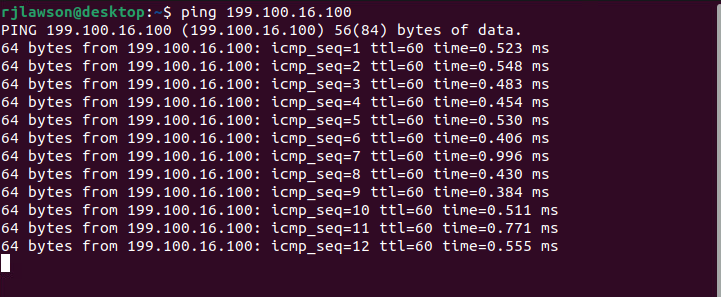 rjlawson@desktop:~$ ping 199.100.16.100
PING 199.100.16.100 (199.100.16.100) 56(84) bytes of data.
64 bytes from 199.100.16.100: icmp_seq=1 ttl=60 time=0.523 ms
64 bytes from 199.100.16.100: icmp_seq=2 ttl=60 time=0.548 ms
64 bytes from 199.100.16.100: icmp_seq=3 ttl=60 time=0.483 ms
64 bytes from 199.100.16.100: icmp_seq=4 ttl=60 time=0.454 ms
64 bytes from 199.100.16.100: icmp_seq=5 ttl=60 time=0.530 ms
64 bytes from 199.100.16.100: icmp_seq=6 ttl=60 time=0.406 ms
64 bytes from 199.100.16.100: icmp_seq=7 ttl=60 time=0.996 ms
64 bytes from 199.100.16.100: icmp_seq=8 ttl=60 time=0.430 ms
64 bytes from 199.100.16.100: icmp_seq=9 ttl=60 time=0.384 ms
64 bytes from 199.100.16.100: icmp_seq=10 ttl=60 time=0.511 ms
64 bytes from 199.100.16.100: icmp_seq=11 ttl=60 time=0.771 ms
64 bytes from 199.100.16.100: icmp_seq=12 ttl=60 time=0.555 ms